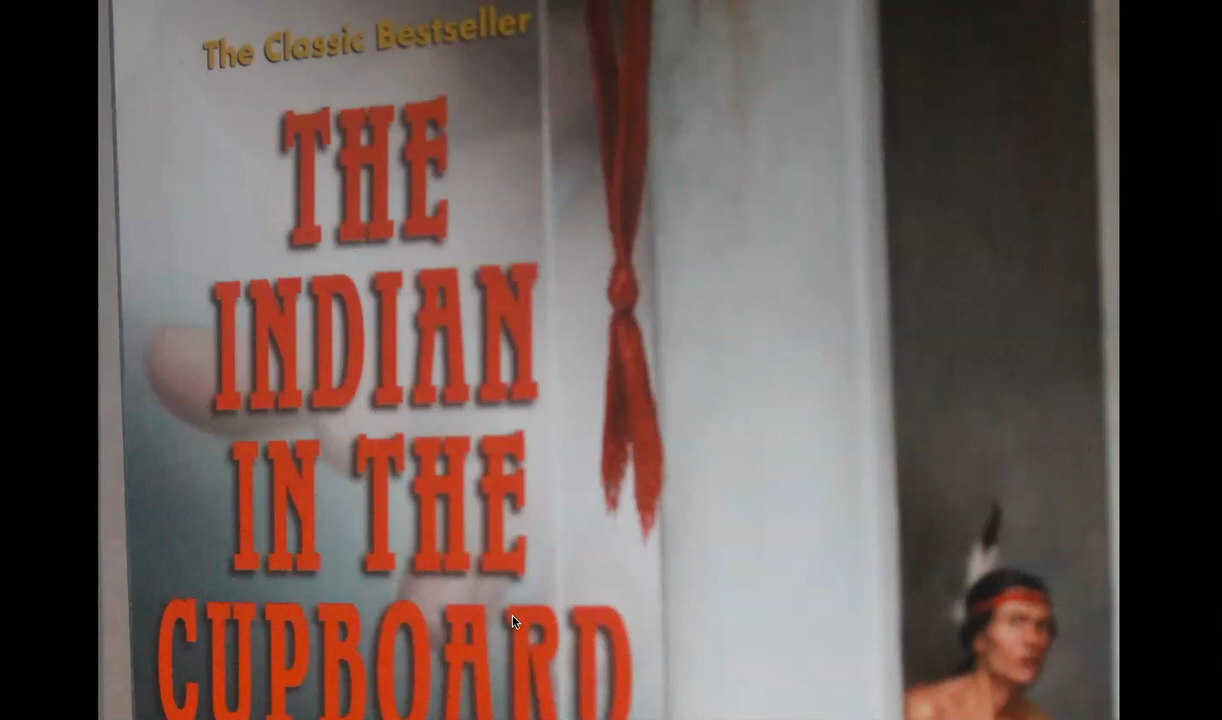 The Classic Bestseller
THE
INDIAN
IN THE
CUPBOARD